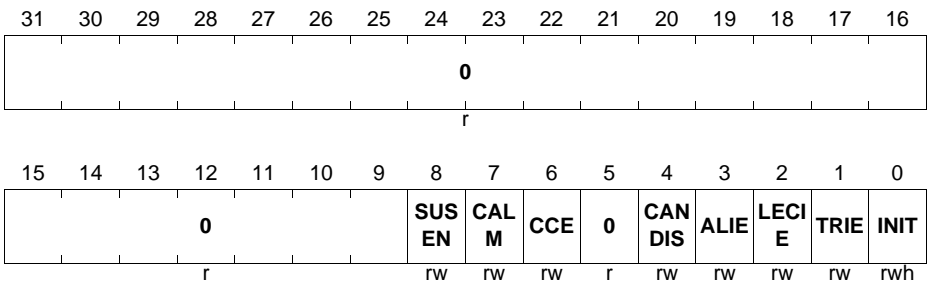 31 30 29 28 27 26 25 24 23 22 21 20 19 18 17 16
0
r
15 14 13 12 11 10 9 8 7 6 5 4 3 2 1 0
0 SUS EN CAL M CCE 0 CAN DIS ALIE LECI E TRIE INIT
r rw rw rw r rw rw rw rw rwh